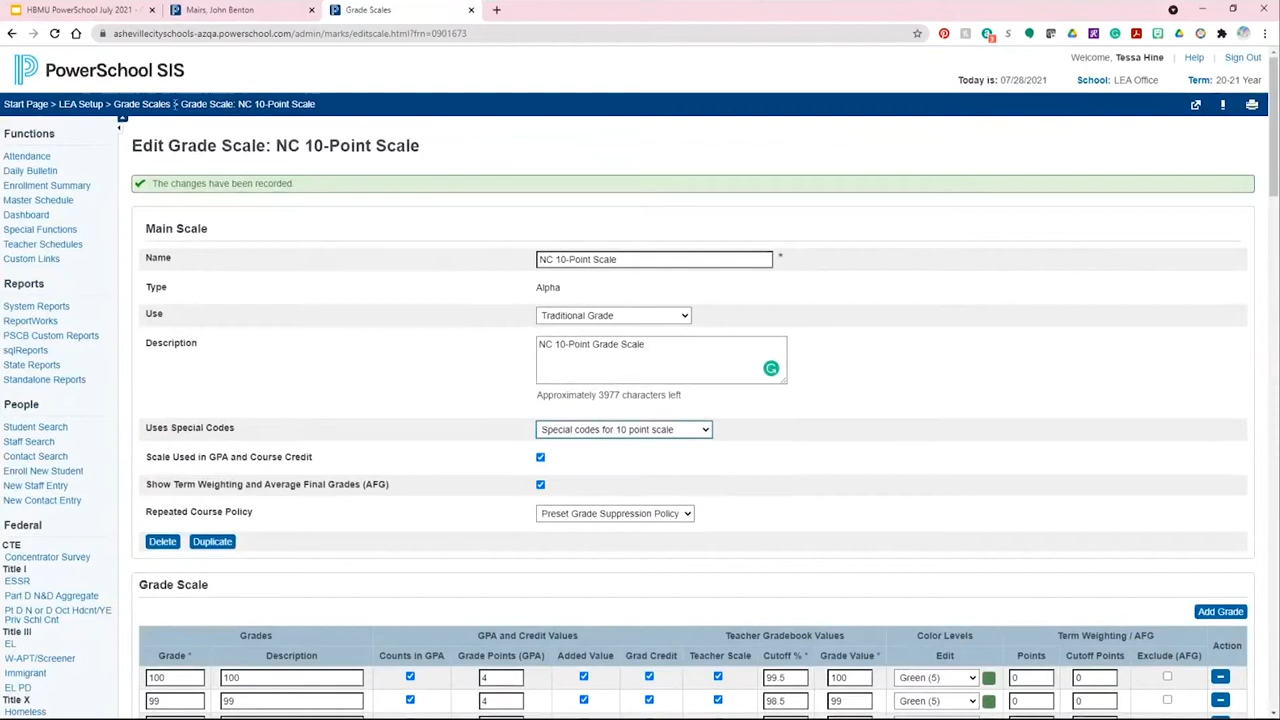 HBMU PowerSchool July 2021 -
Mairs, John Benton
Grade Scales
ashevillecityschools-azqa.powerschool.com/admin/marks/editscale.html?frn=0901673
PowerSchool SIS
Welcome, Tessa Hine
Help
Sign Out
Today is: 07/28/2021
School: LEA Office
Term: 20-21 Year
Start Page > LEA Setup > Grade Scales > Grade Scale: NC 10-Point Scale
Functions
Attendance
Daily Bulletin
Enrollment Summary
Master Schedule
Dashboard
Special Functions
Teacher Schedules
Custom Links
Reports
System Reports
ReportWorks
PSCB Custom Reports
sqlReports
State Reports
Standalone Reports
People
Student Search
Staff Search
Contact Search
Enroll New Student
New Staff Entry
New Contact Entry
Federal
CTE
Concentrator Survey
Title I
ESSR
Part D N&D Aggregate
Pt D N or D Oct Hdcnt/YE
Priv Schl Cnt
Title III
EL
W-APT/Screener
Immigrant
EL PD
Title X
Homeless
Edit Grade Scale: NC 10-Point Scale
The changes have been recorded.
Main Scale
Name
NC 10-Point Scale
*
Type
Alpha
Use
Traditional Grade
Description
NC 10-Point Grade Scale
Approximately 3977 characters left
Uses Special Codes
Special codes for 10 point scale
Scale Used in GPA and Course Credit
Show Term Weighting and Average Final Grades (AFG)
Repeated Course Policy
Preset Grade Suppression Policy
Delete
Duplicate
Grade Scale
Add Grade
Grades
GPA and Credit Values
Teacher Gradebook Values
Color Levels
Term Weighting / AFG
Action
Grade *
Description
Counts in GPA
Grade Points (GPA)
Added Value
Grad Credit
Teacher Scale
Cutoff % *
Grade Value *
Edit
Points
Cutoff Points
Exclude (AFG)
100
100
4
99.5
100
Green (5)
0
0
99
99
4
98.5
99
Green (5)
0
0